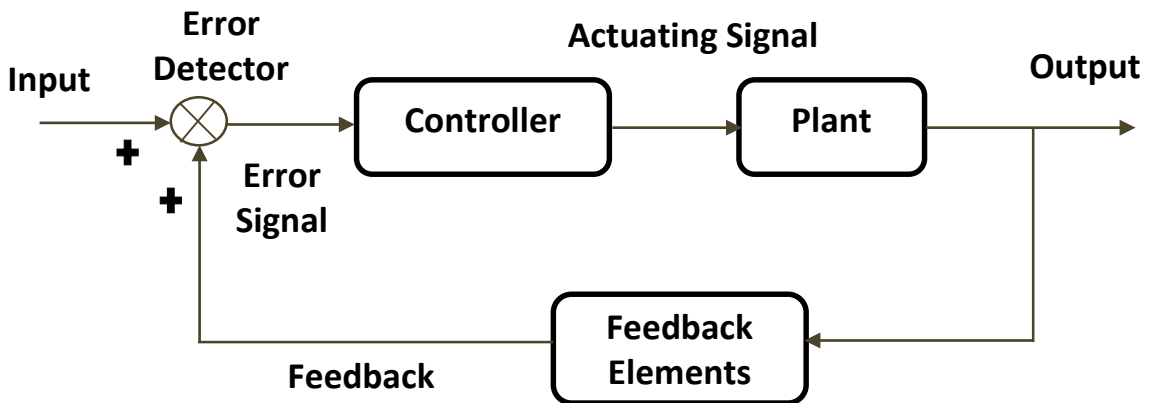 Input
Error
Detector
Actuating Signal
Output
Controller
Plant
+
+
Error
Signal
Feedback
Elements
Feedback